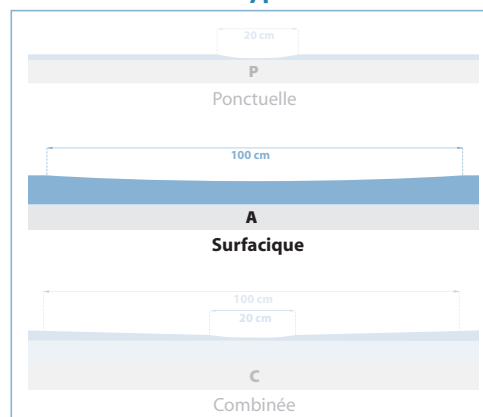 20 cm
P
Ponctuelle
100 cm
A
Surfacique
100 cm
20 cm
C
Combinée